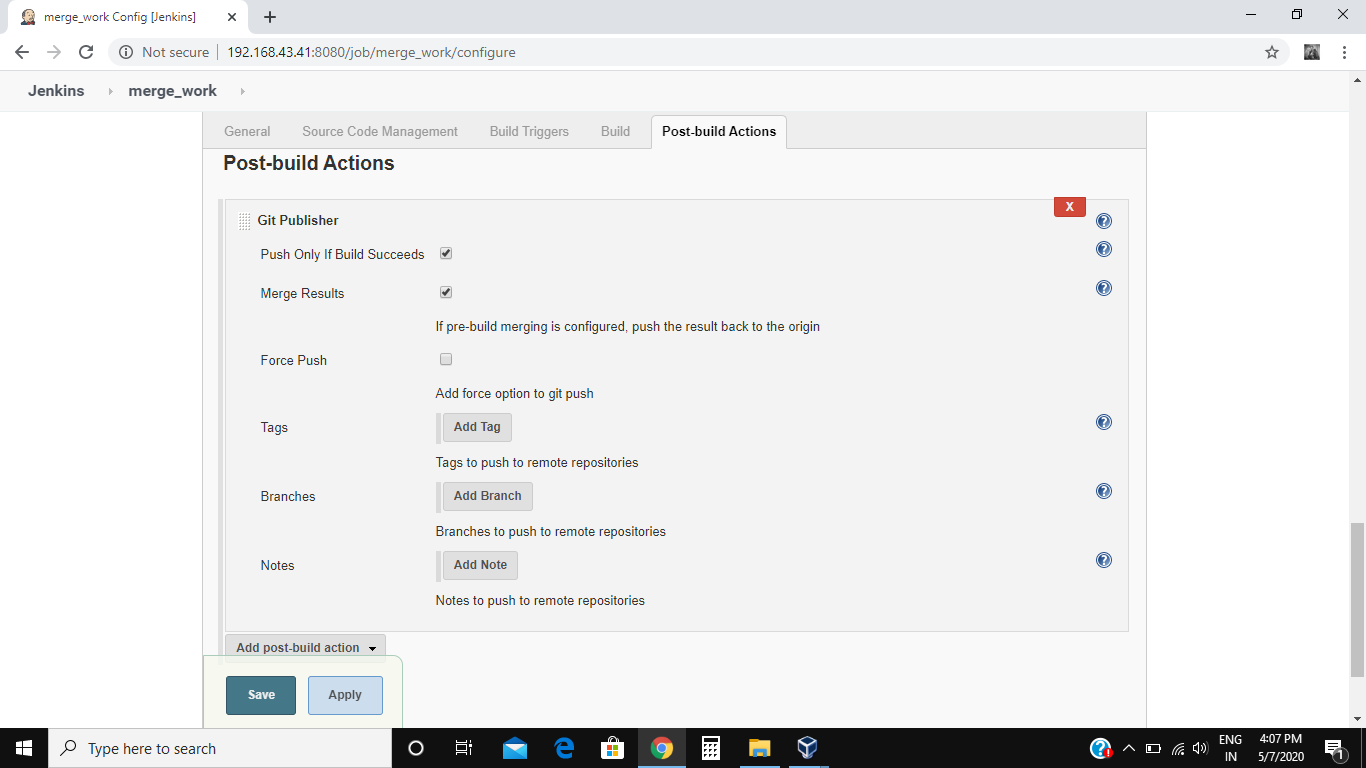 merge_work Config [Jenkins]
Not secure 192.168.43.41:8080/job/merge_work/configure
Jenkins merge_work
General Source Code Management Build Triggers Build Post-build Actions
Post-build Actions
X
Git Publisher ?
Push Only If Build Succeeds ?
Merge Results ?
If pre-build merging is configured, push the result back to the origin
Force Push
Add force option to git push
Tags Add Tag ?
Tags to push to remote repositories
Branches Add Branch ?
Branches to push to remote repositories
Notes Add Note ?
Notes to push to remote repositories
Add post-build action
Save Apply
Type here to search
ENG 4:07 PM
IN 5/7/2020 1